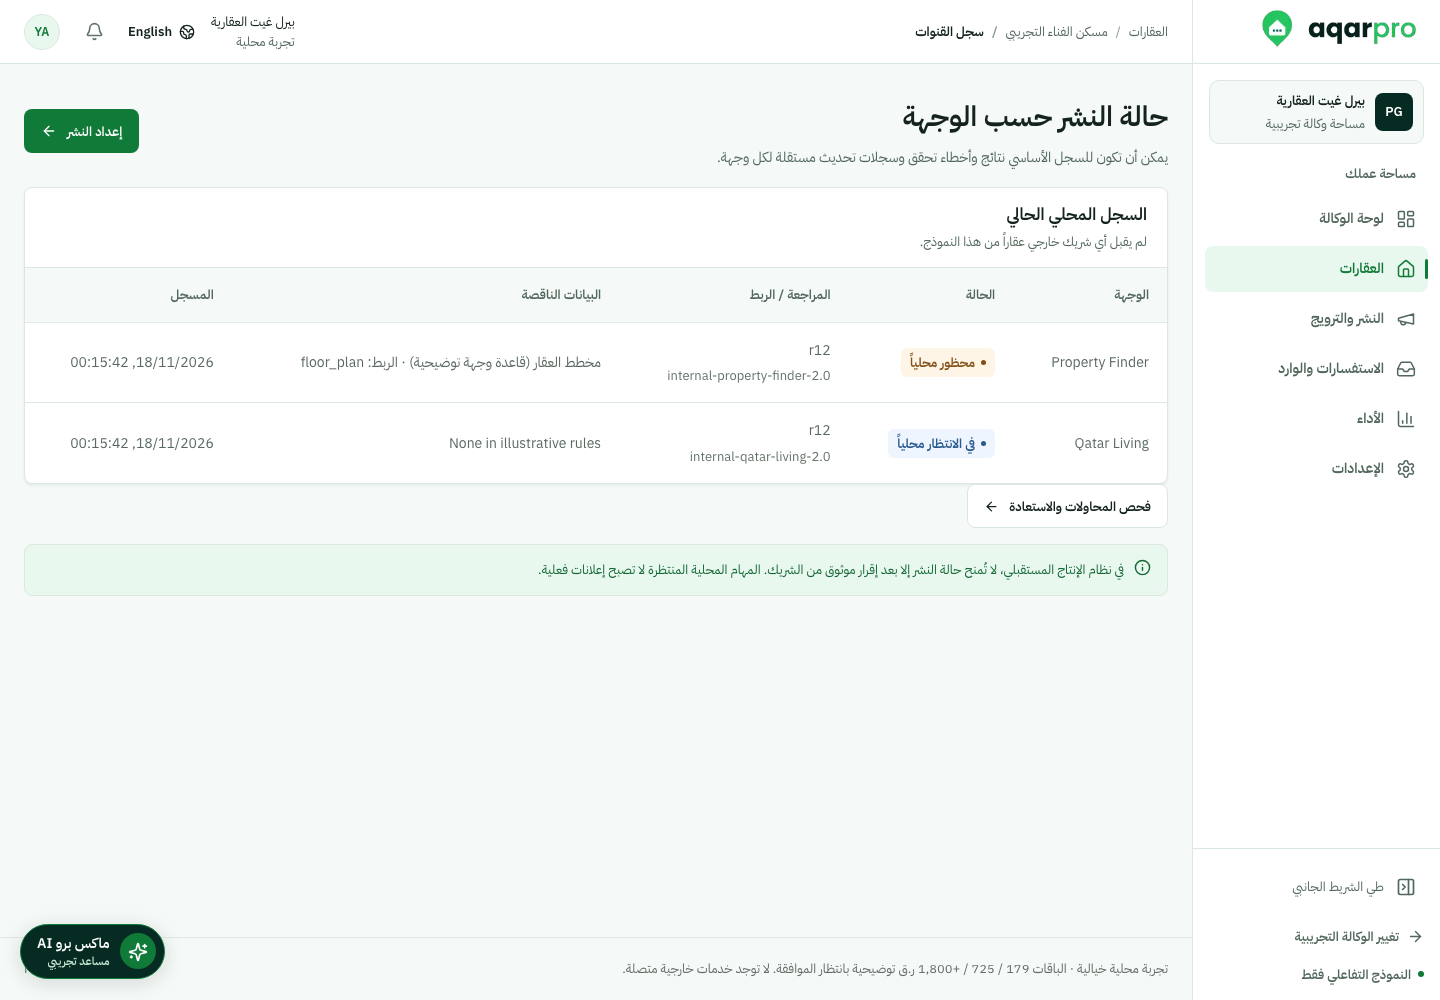 aqarpro
PG
بيرل غيت العقارية
مساحة وكالة تجريبية
مساحة عملك
لوحة الوكالة
العقارات
النشر والترويج
الاستفسارات والوارد
الأداء
الإعدادات
طي الشريط الجانبي
تغيير الوكالة التجريبية
النموذج التفاعلي فقط
العقارات / مسكن الفناء التجريبي / سجل القنوات
بيرل غيت العقارية
تجربة محلية
English
YA
حالة النشر حسب الوجهة
يمكن أن تكون للسجل الأساسي نتائج وأخطاء تحقق وسجلات تحديث مستقلة لكل وجهة.
إعداد النشر
السجل المحلي الحالي
لم يقبل أي شريك خارجي عقاراً من هذا النموذج.
الوجهة الحالة المراجعة / الربط البيانات الناقصة المسجل
Property Finder
محظور محلياً
r12
internal-property-finder-2.0
مخطط العقار (قاعدة وجهة توضيحية) · الربط: floor_plan
18/11/2026, 00:15:42
Qatar Living
في الانتظار محلياً
r12
internal-qatar-living-2.0
None in illustrative rules
18/11/2026, 00:15:42
فحص المحاولات والاستعادة
في نظام الإنتاج المستقبلي، لا تُمنح حالة النشر إلا بعد إقرار موثوق من الشريك. المهام المحلية المنتظرة لا تصبح إعلانات فعلية.
تجربة محلية خيالية · الباقات 179 / 725 / 1,800+ ر.ق توضيحية بانتظار الموافقة. لا توجد خدمات خارجية متصلة.
ماكس برو AI
مساعد تجريبي